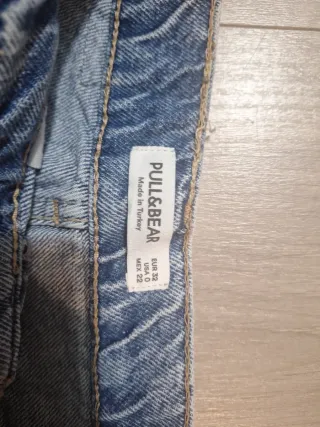 PULL&BEAR
Made in Turkey
EUR 32
USA 0
MEX 22